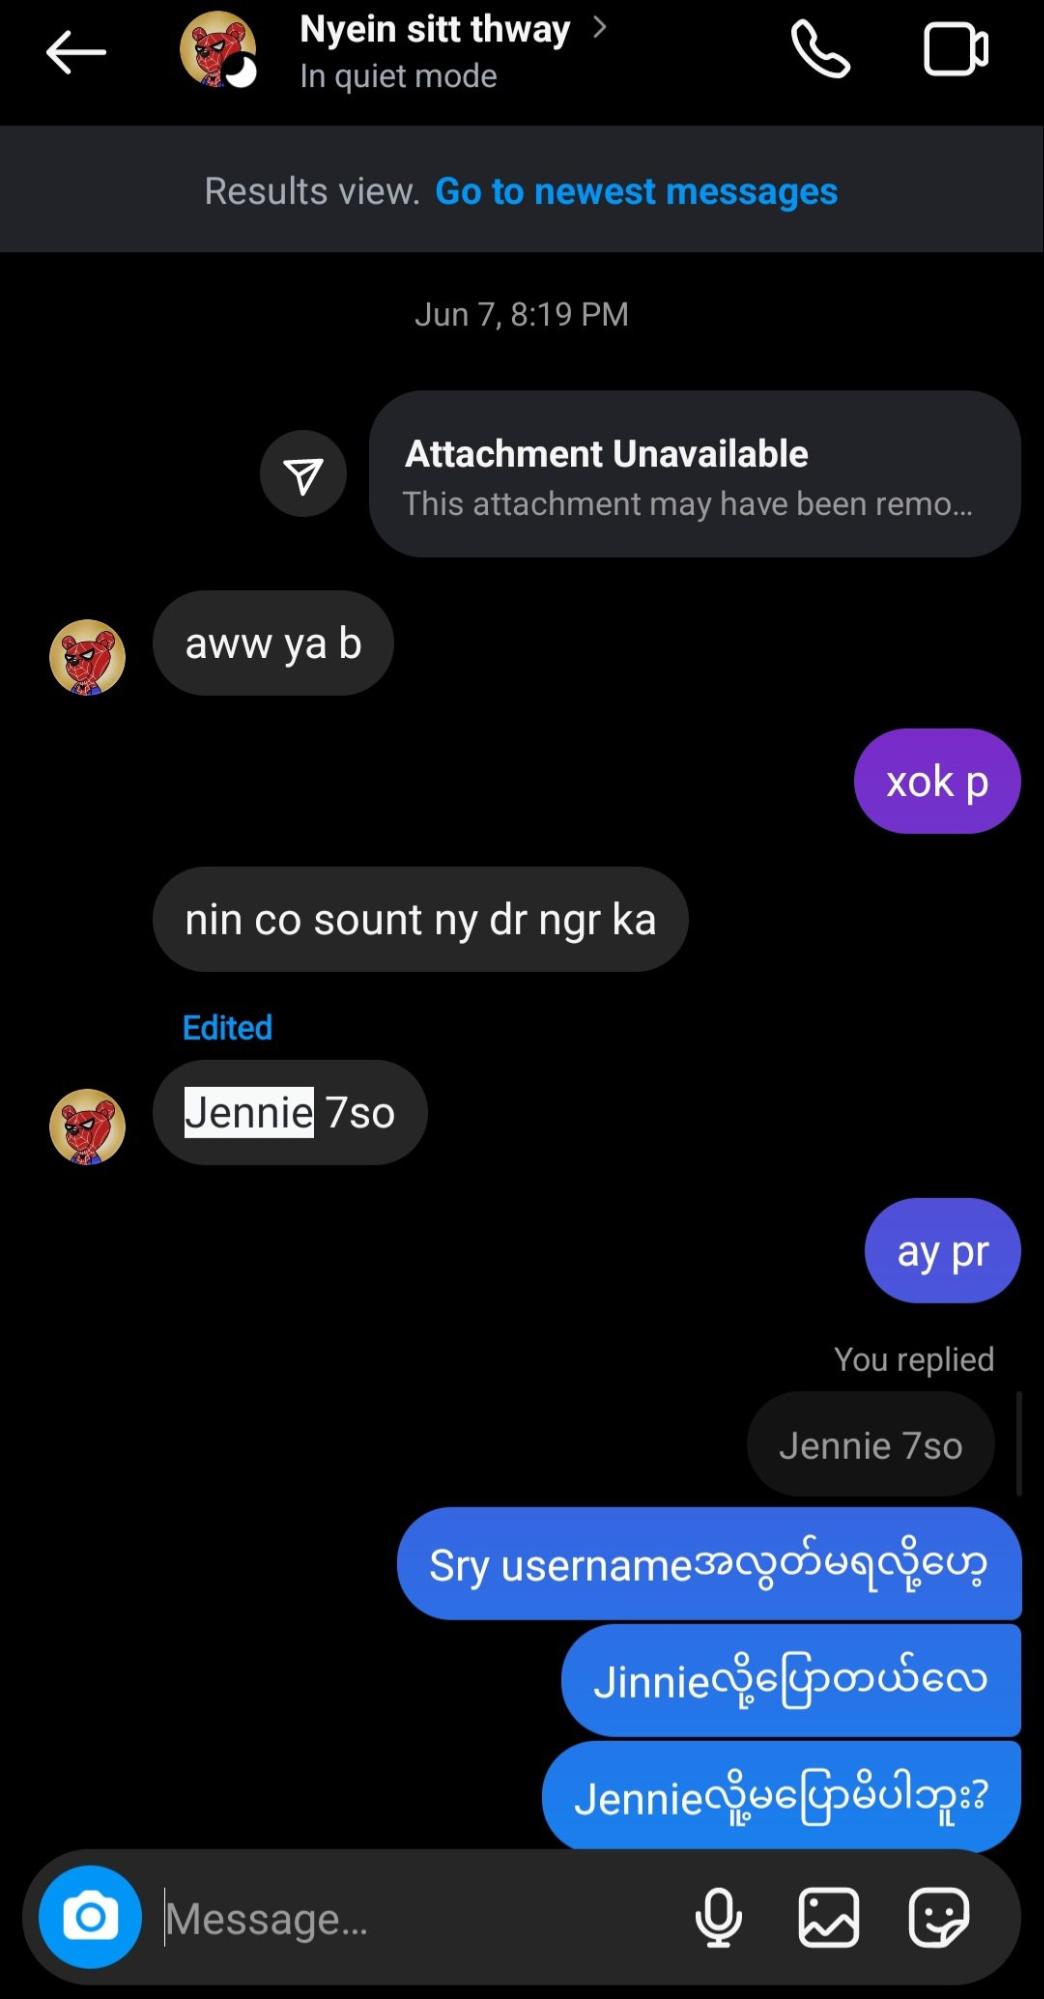 Nyein sitt thway
In quiet mode
Results view. Go to newest messages
Jun 7, 8:19 PM
Attachment Unavailable
This attachment may have been remo...
aww ya b
xok p
nin co sount ny dr ngr ka
Edited
Jennie 7so
ay pr
You replied
Jennie 7so
Sry usernameအလွတ်မရလို့ဟေ့
Jinnieလို့ပြောတယ်လေ
Jennieလို့မပြောမိပါဘူး?
Message...